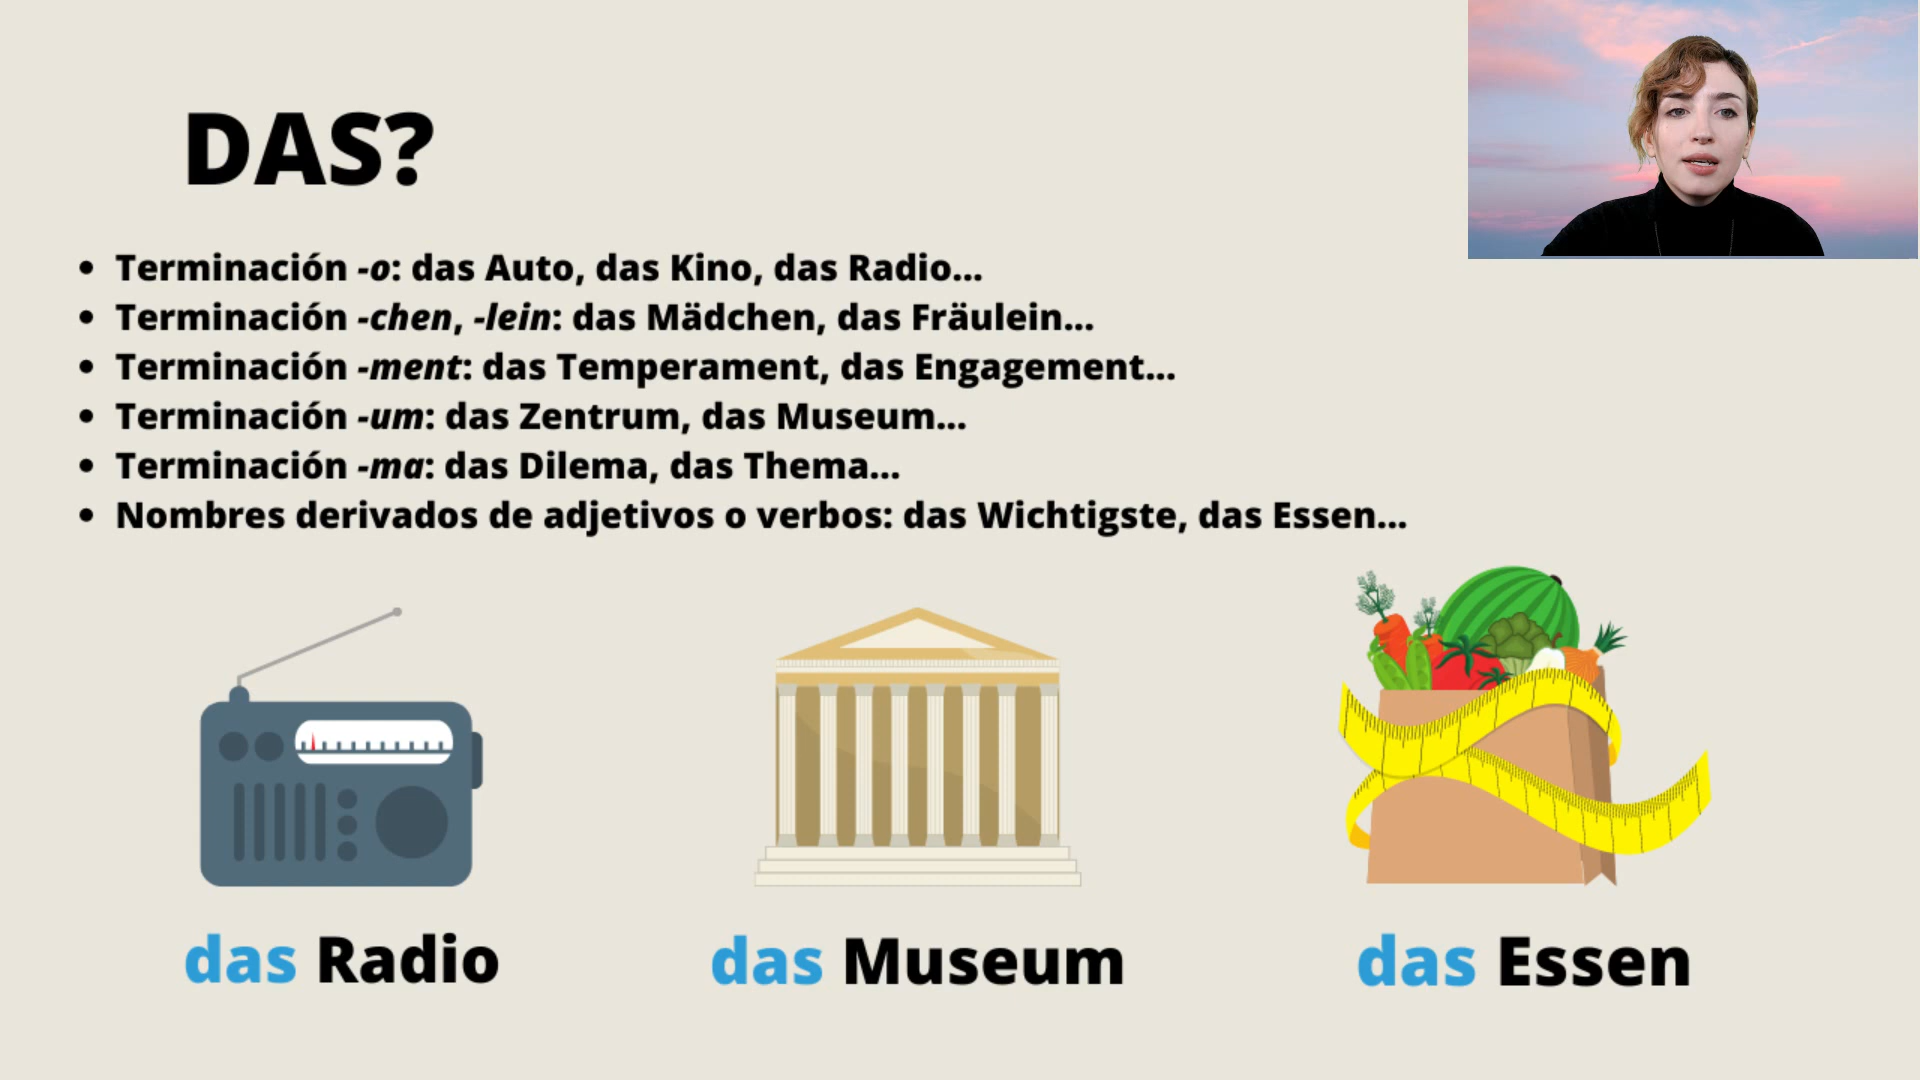 DAS?
• Terminación -o: das Auto, das Kino, das Radio...
• Terminación -chen, -lein: das Mädchen, das Fräulein...
• Terminación -ment: das Temperament, das Engagement...
• Terminación -um: das Zentrum, das Museum...
• Terminación -ma: das Dilema, das Thema...
• Nombres derivados de adjetivos o verbos: das Wichtigste, das Essen...
das Radio
das Museum
das Essen